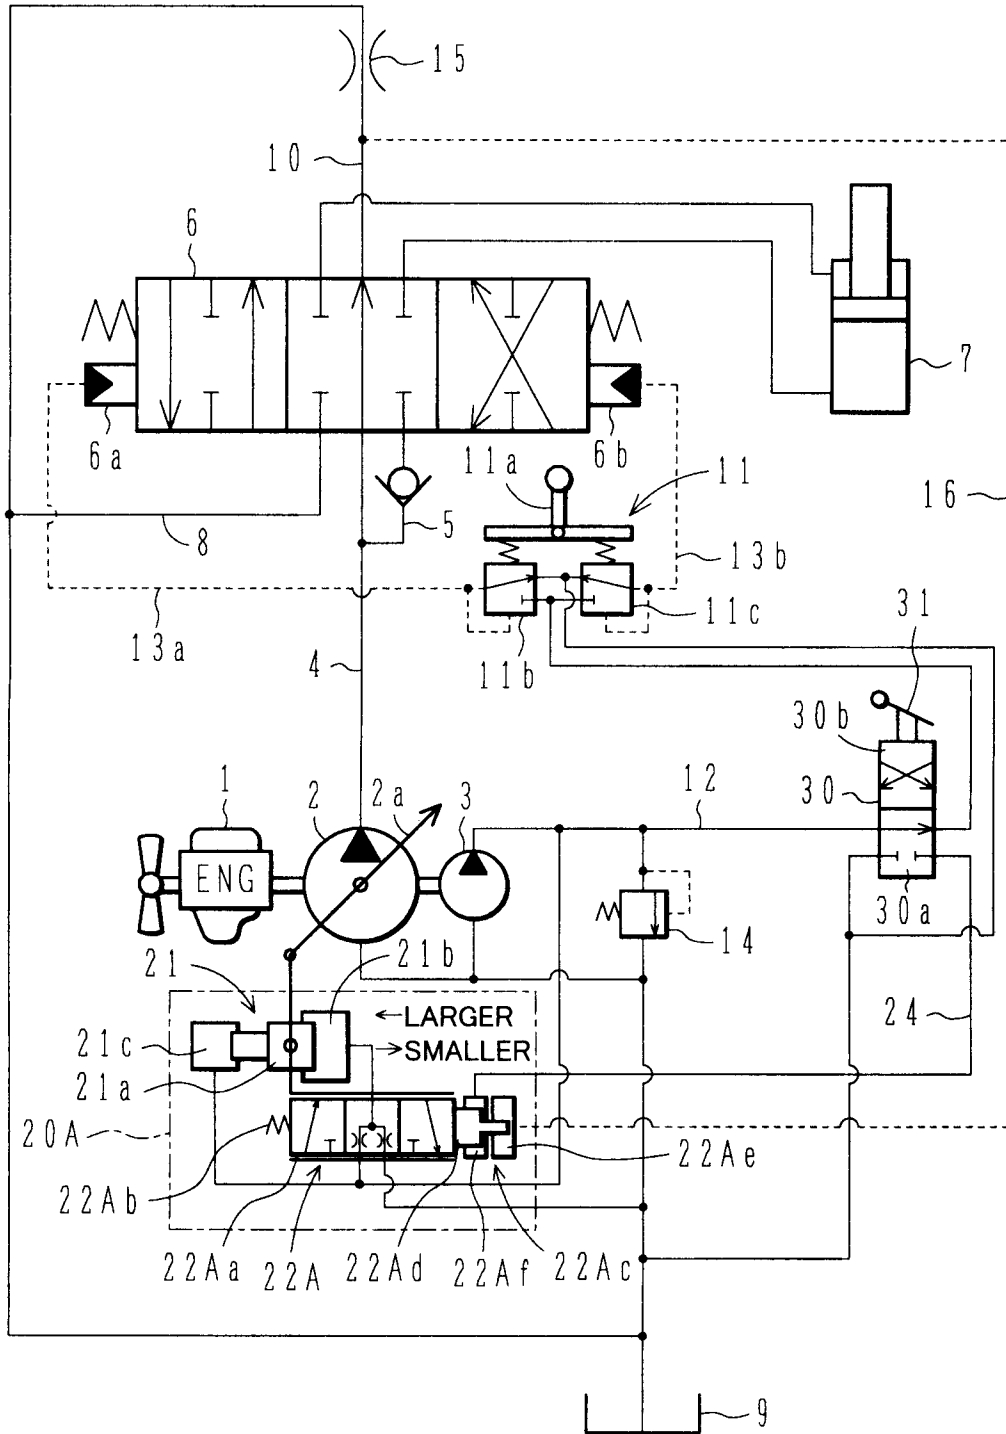 15
10
6
7
6a
6b
11a
11
16
8
5
13b
13a
11b
11c
4
31
30b
30
1
2
2a
3
12
ENG
30a
14
21
21b
24
←LARGER
→SMALLER
21c
21a
20A
22Ae
22Ab
22Aa
22A
22Ad
22Af
22Ac
9